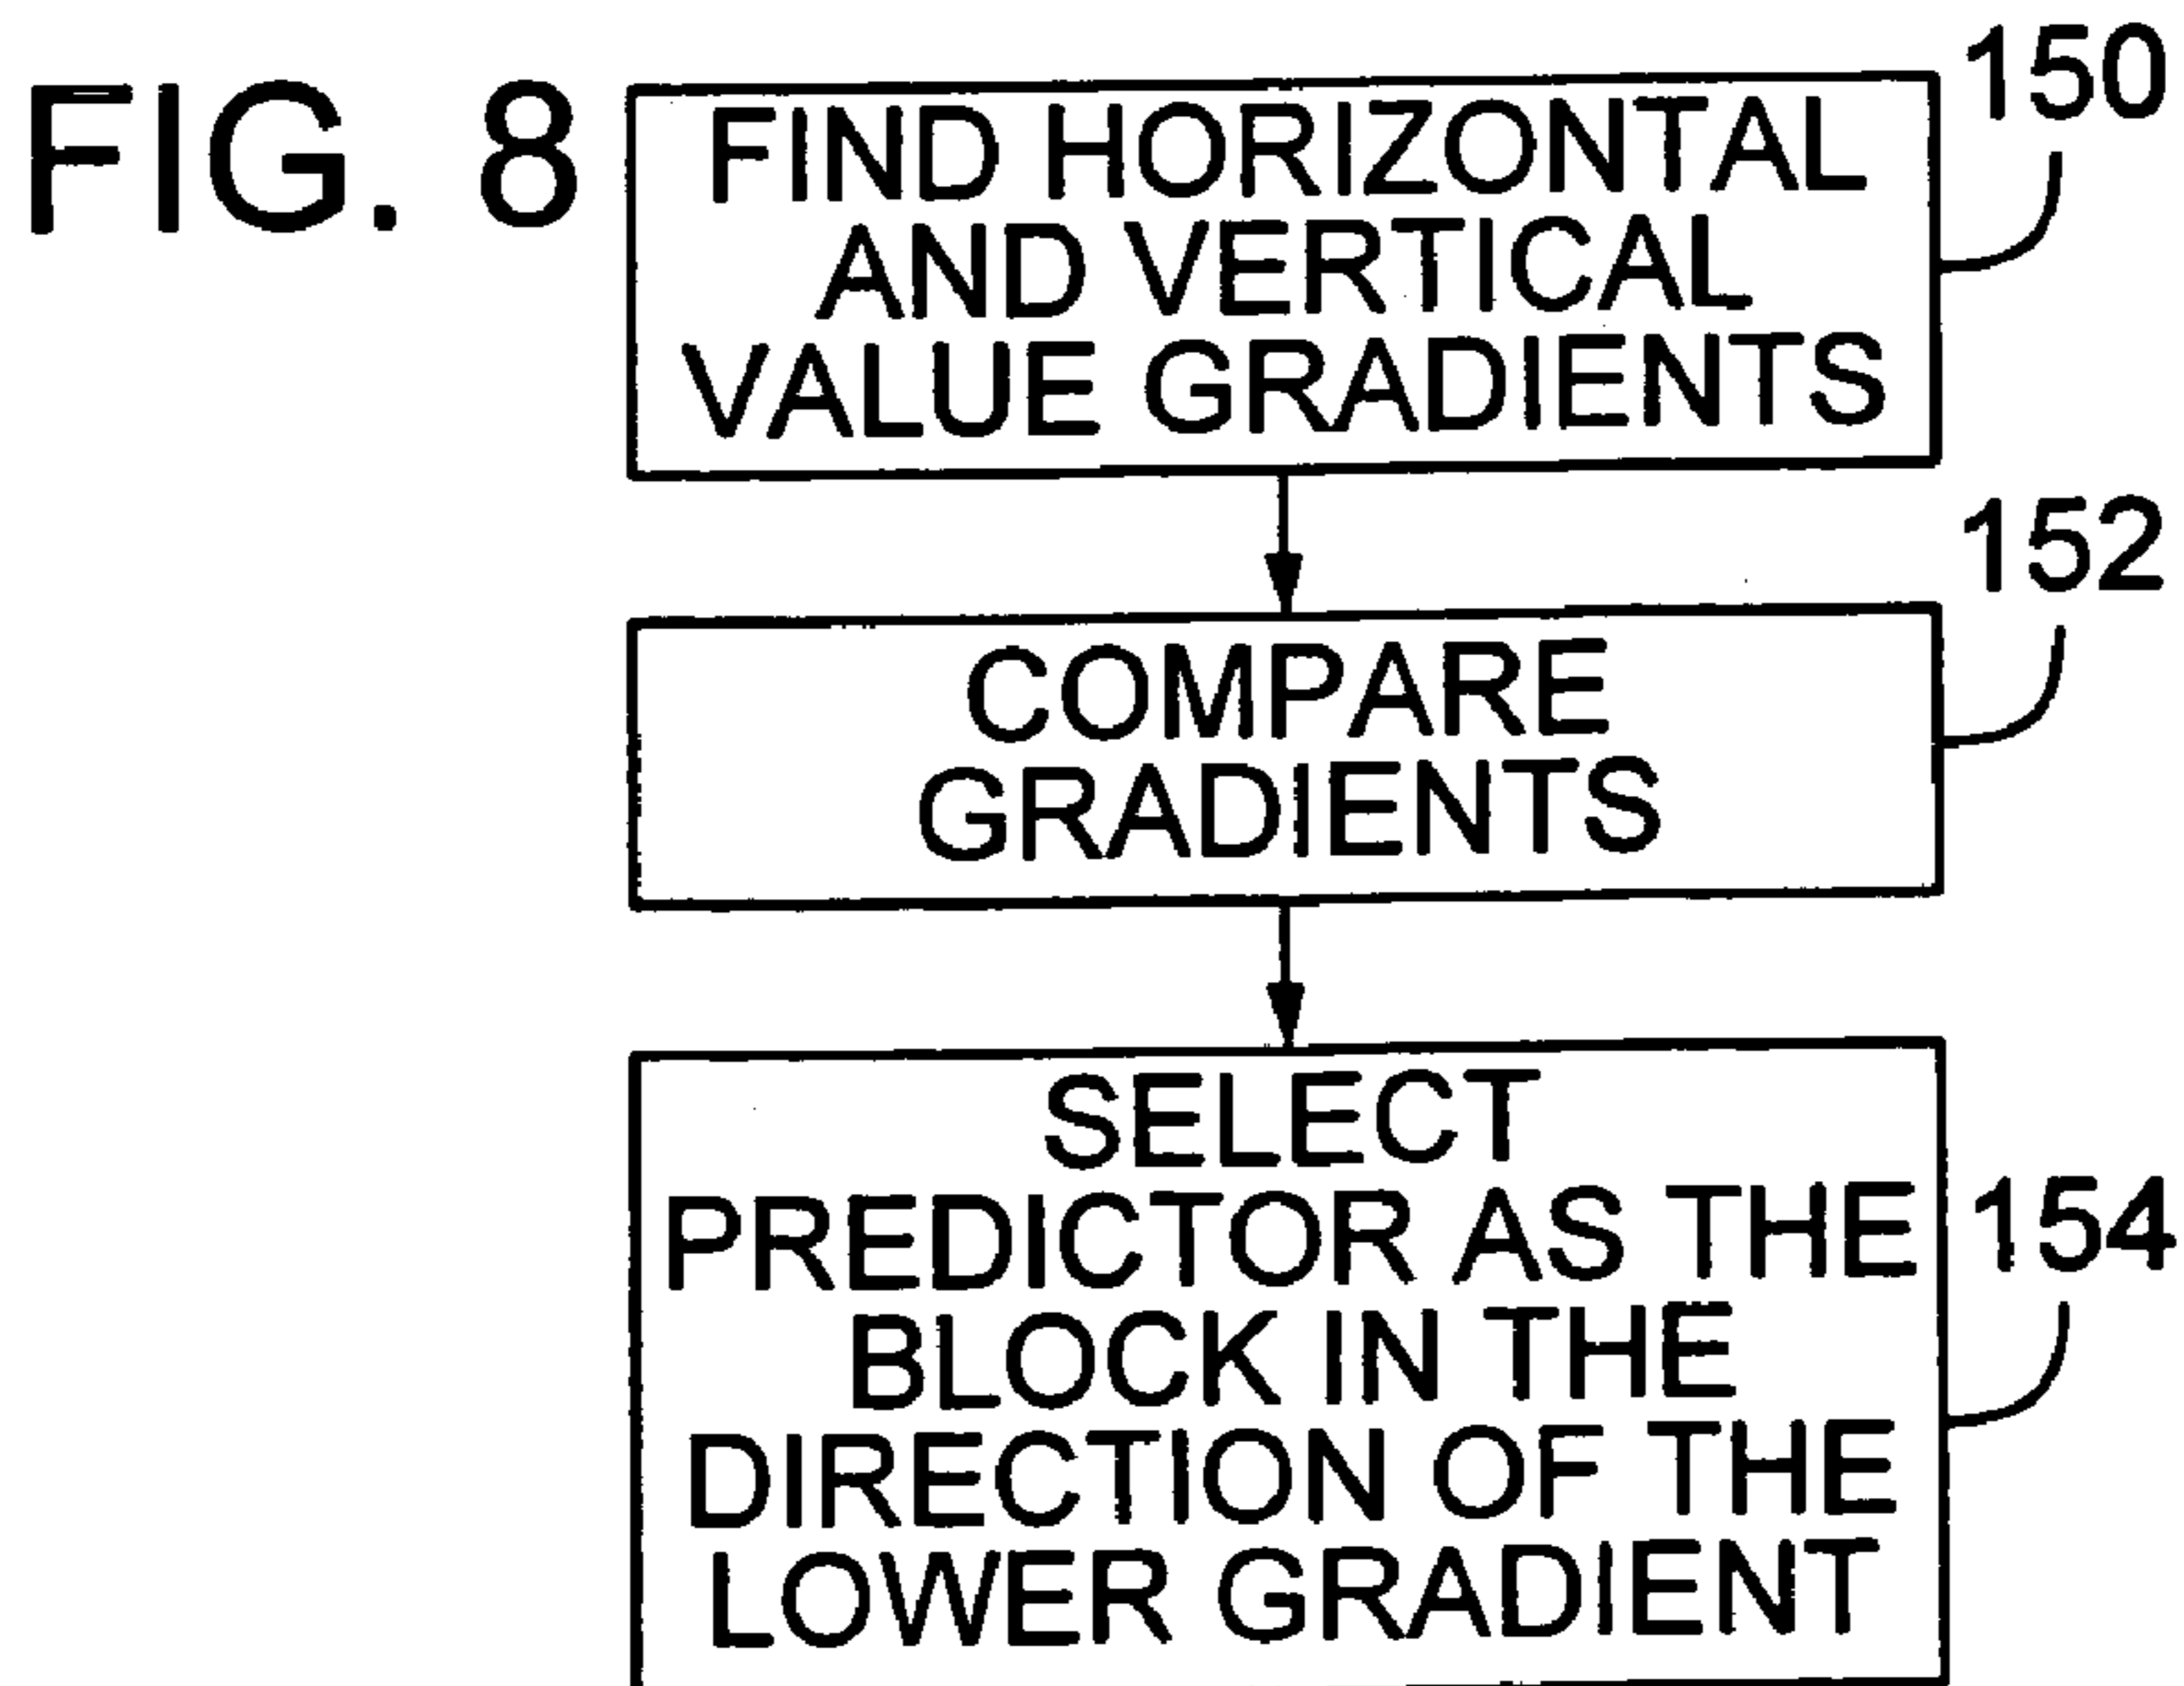 FIG. 8
150
FIND HORIZONTAL
AND VERTICAL
VALUE GRADIENTS
152
COMPARE
GRADIENTS
SELECT
PREDICTOR AS THE
154
BLOCK IN THE
DIRECTION OF THE
LOWER GRADIENT